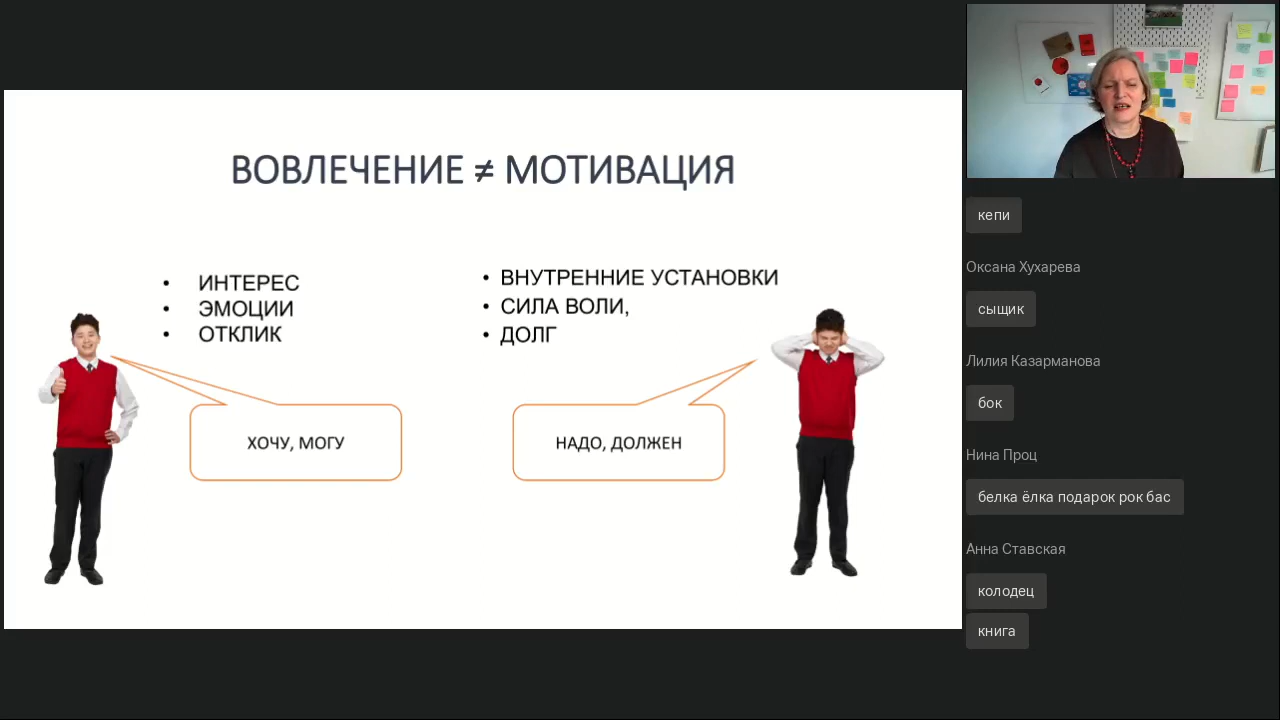 ВОВЛЕЧЕНИЕ ≠ МОТИВАЦИЯ
• ИНТЕРЕС
• ЭМОЦИИ
• ОТКЛИК
ХОЧУ, МОГУ
• ВНУТРЕННИЕ УСТАНОВКИ
• СИЛА ВОЛИ,
• ДОЛГ
НАДО, ДОЛЖЕН
кепи
Оксана Хухарева
сыщик
Лилия Казарманова
бок
Нина Проц
белка ёлка подарок рок бас
Анна Ставская
колодец
книга